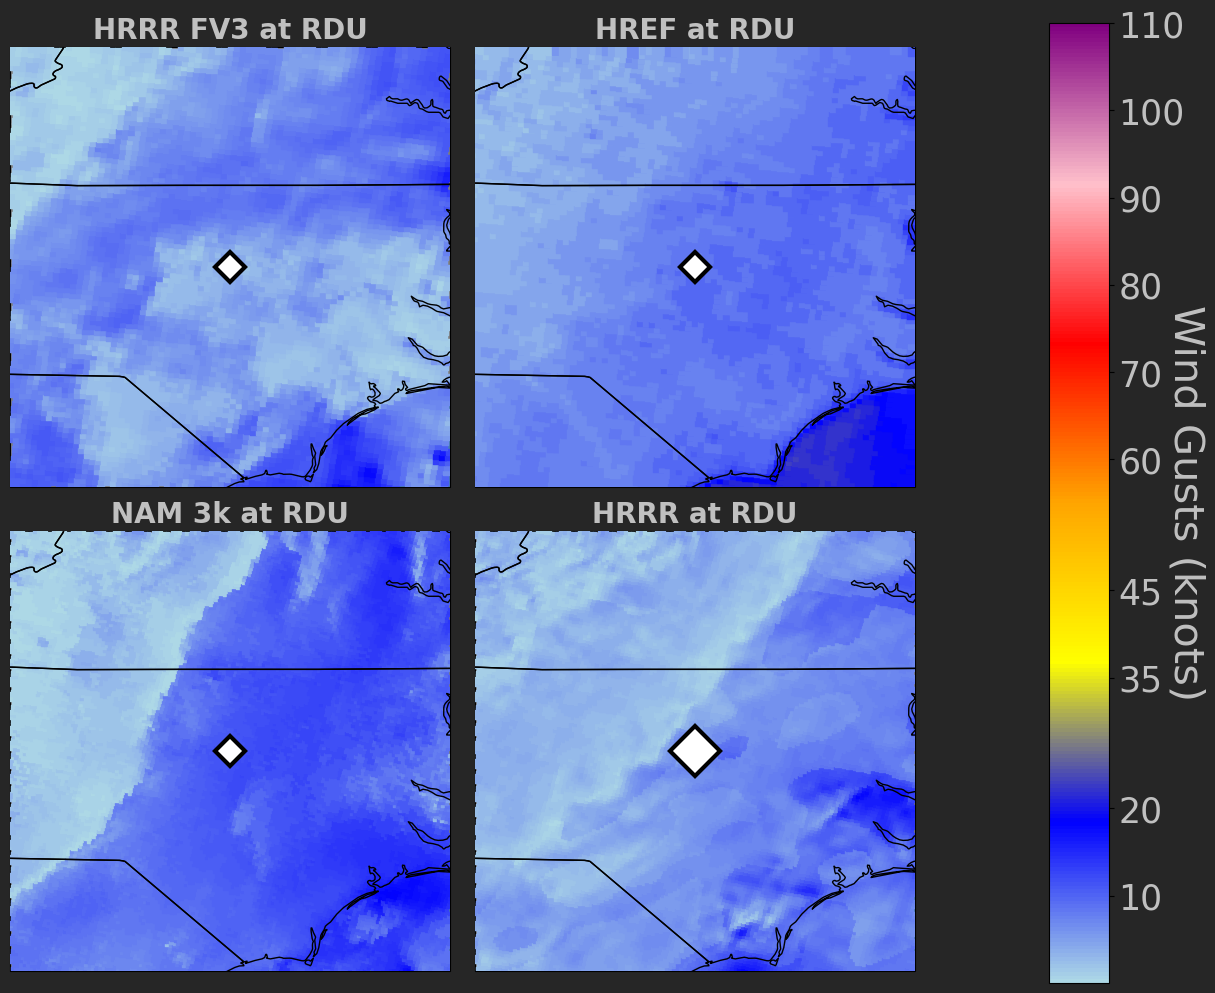 HRRR FV3 at RDU
HREF at RDU
NAM 3k at RDU
HRRR at RDU
110
100
90
80
70
60
45
35
20
10
Wind Gusts (knots)